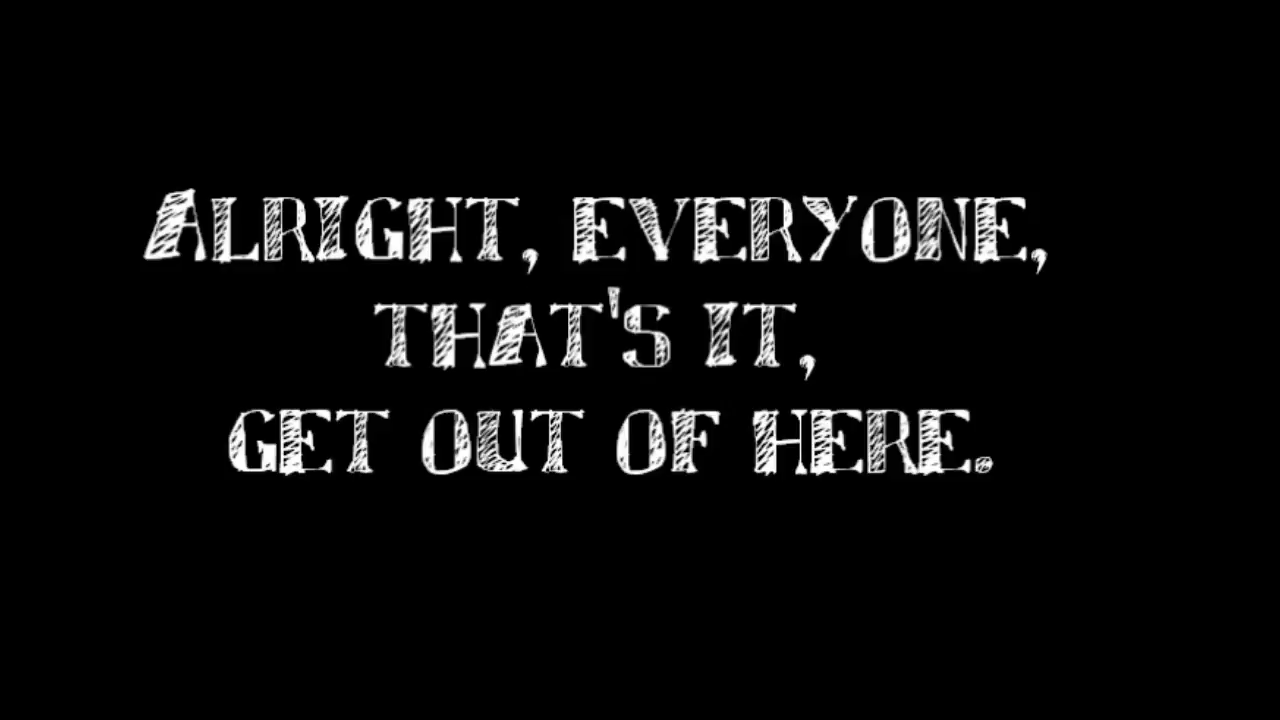 Alright, everyone,
that's it,
get out of here.